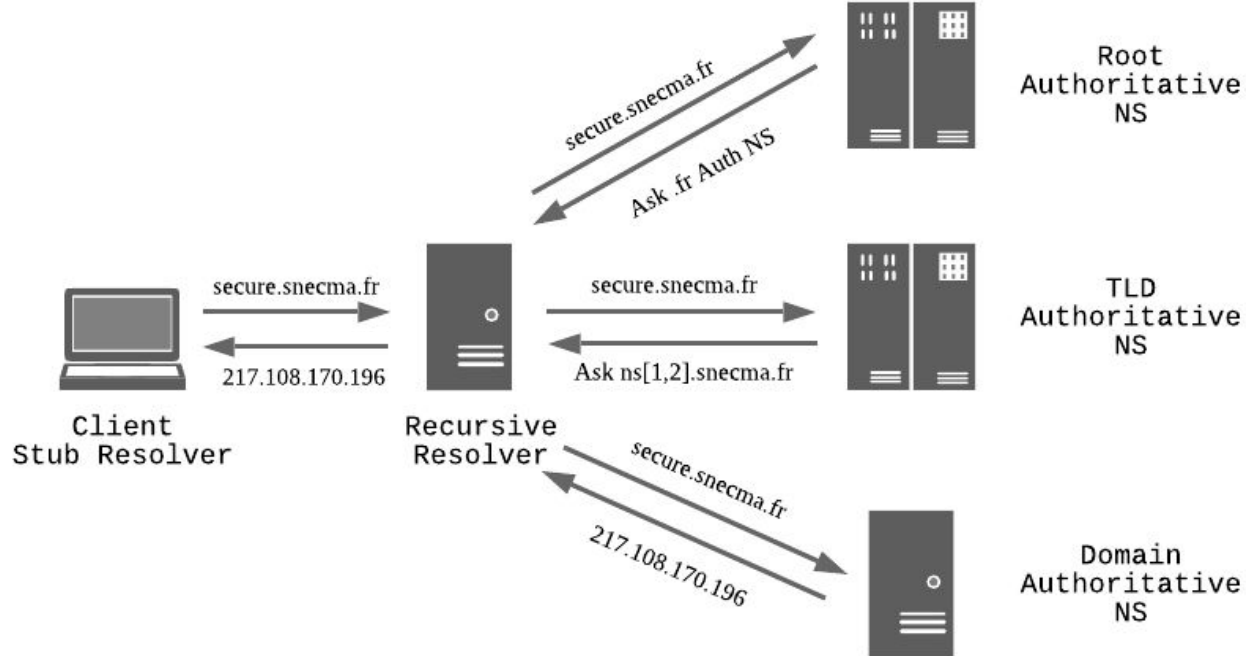 secure.snecma.fr
Ask .fr Auth NS
Root
Authoritative
NS
secure.snecma.fr
217.108.170.196
Client
Stub Resolver
Recursive
Resolver
secure.snecma.fr
Ask ns[1,2].snecma.fr
TLD
Authoritative
NS
secure.snecma.fr
217.108.170.196
Domain
Authoritative
NS